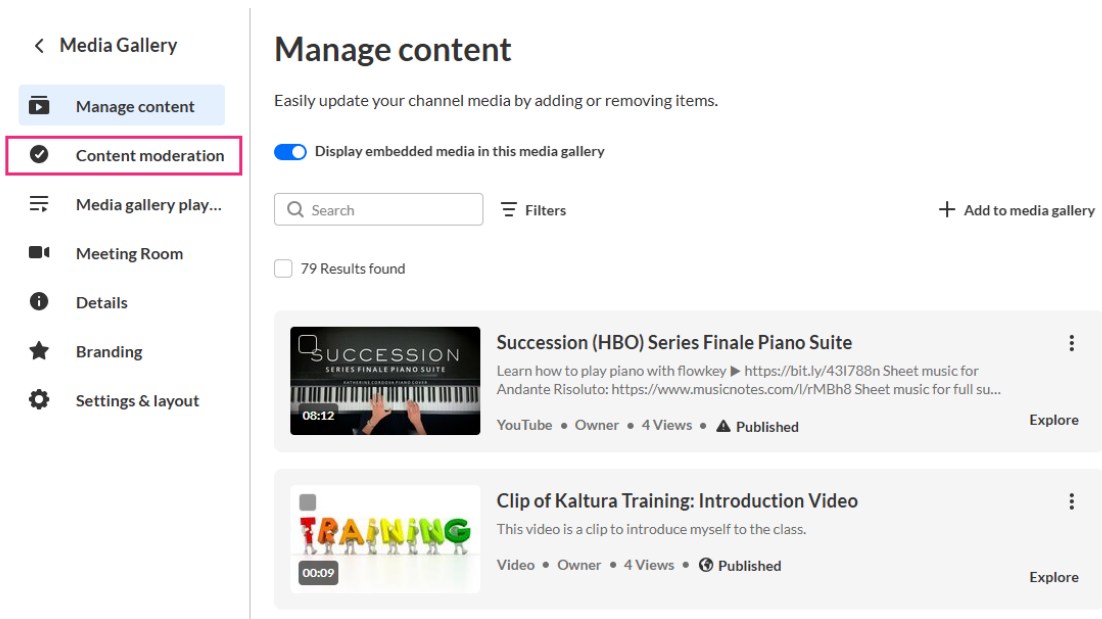 Media Gallery
Manage content
Content moderation
Media gallery play...
Meeting Room
Details
Branding
Settings & layout
Manage content
Easily update your channel media by adding or removing items.
Display embedded media in this media gallery
Search
Filters
Add to media gallery
79 Results found
SUCCESSION
SERIES FINALE PIANO SUITE
KATHERINE CORDOVA PIANO COVER
08:12
Succession (HBO) Series Finale Piano Suite
Learn how to play piano with flowkey ▶ https://bit.ly/43I788n Sheet music for
Andante Risoluto: https://www.musicnotes.com/l/rMBh8 Sheet music for full su...
YouTube • Owner • 4 Views • Published
Explore
TRAINING
00:09
Clip of Kaltura Training: Introduction Video
This video is a clip to introduce myself to the class.
Video • Owner • 4 Views • Published
Explore